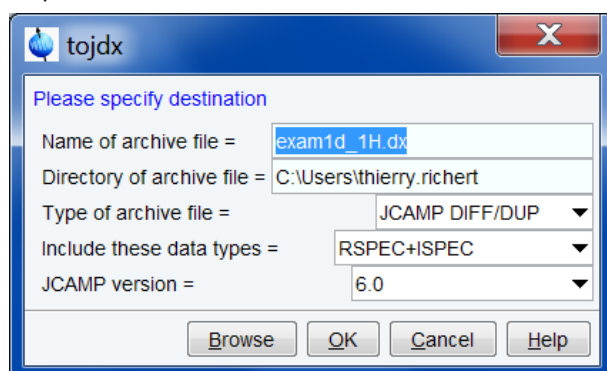 tojdx
Please specify destination
Name of archive file = exam1d_1H.dx
Directory of archive file = C:\Users\thierry.richert
Type of archive file = JCAMP DIFF/DUP
Include these data types = RSPEC+ISPEC
JCAMP version = 6.0
Browse OK Cancel Help